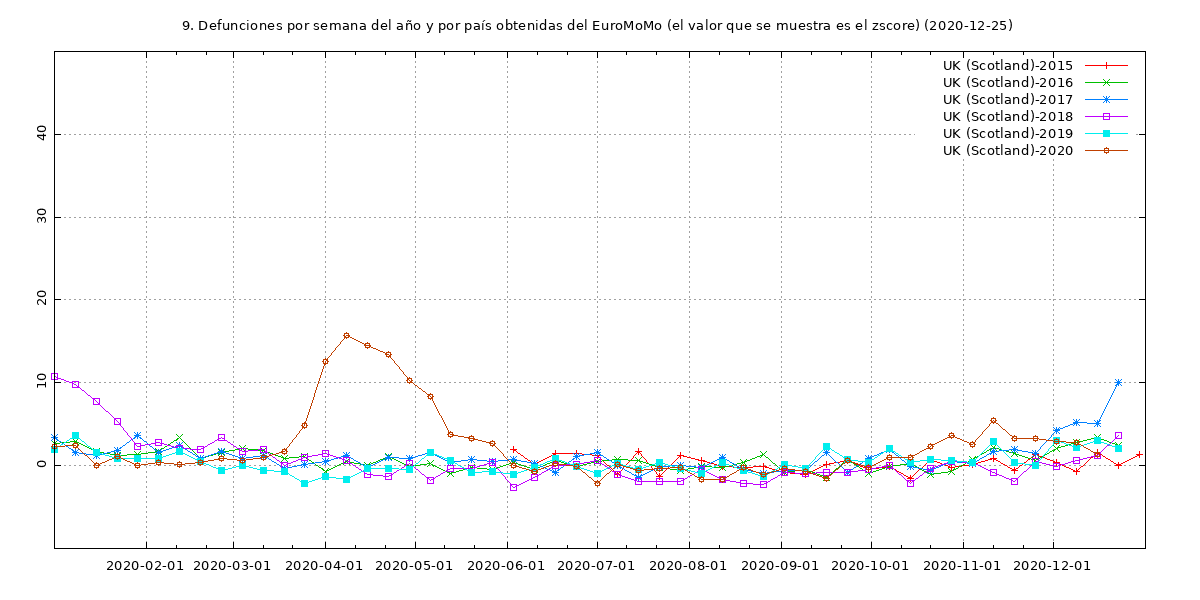 9. Defunciones por semana del año y por país obtenidas del EuroMoMo (el valor que se muestra es el zscore) (2020-12-25)
UK (Scotland)-2015
UK (Scotland)-2016
UK (Scotland)-2017
UK (Scotland)-2018
UK (Scotland)-2019
UK (Scotland)-2020
40
30
20
10
0
2020-02-01 2020-03-01 2020-04-01 2020-05-01 2020-06-01 2020-07-01 2020-08-01 2020-09-01 2020-10-01 2020-11-01 2020-12-01